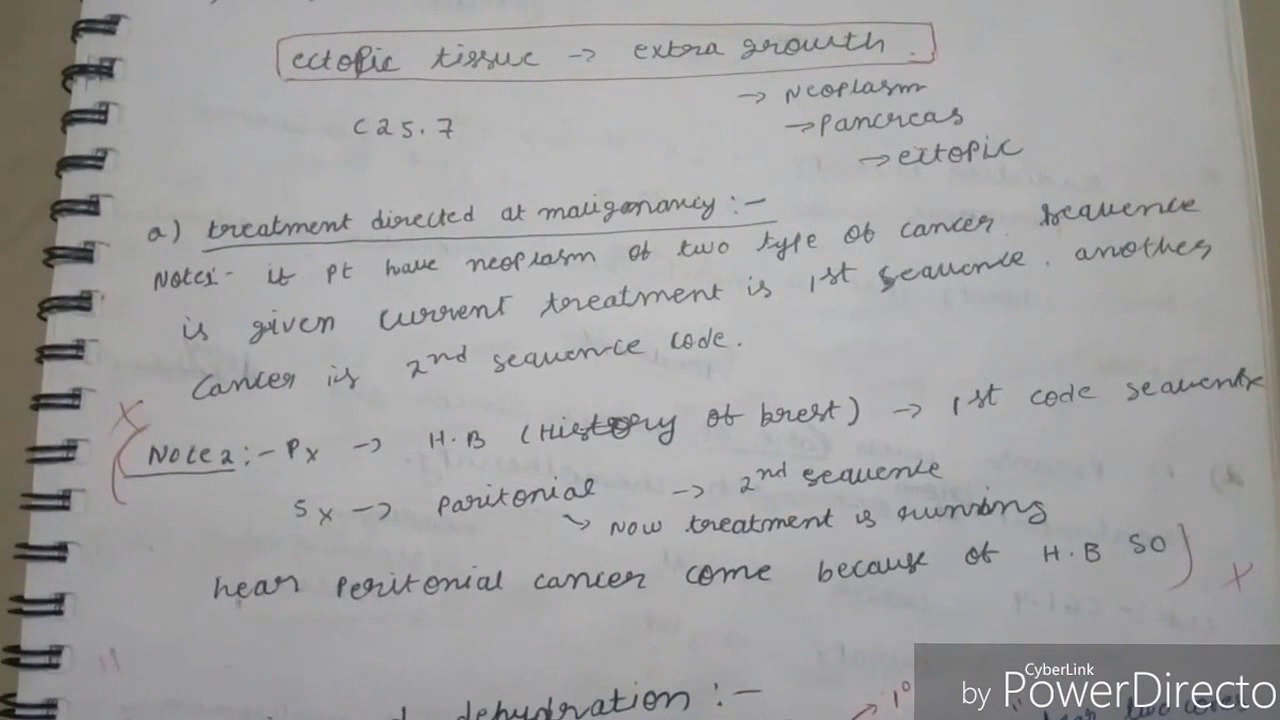 ectopic tissue → extra growth.
→ Neoplasm
C25.7
→ Pancreas
→ ectopic
a) treatment directed at malignancy :-
Note1- if pt have neoplasm of two type of cancer sequence
is given current treatment is 1st sequence. another
cancer is 2nd sequence code.
Note2:- Px → H.B (History of brest) → 1st code sequence
Sx → Paritonial → 2nd sequence
↘ Now treatment is running
hear Peritonial cancer come because of H.B so
dehydration :-
→ 1°
CyberLink
by PowerDirecto